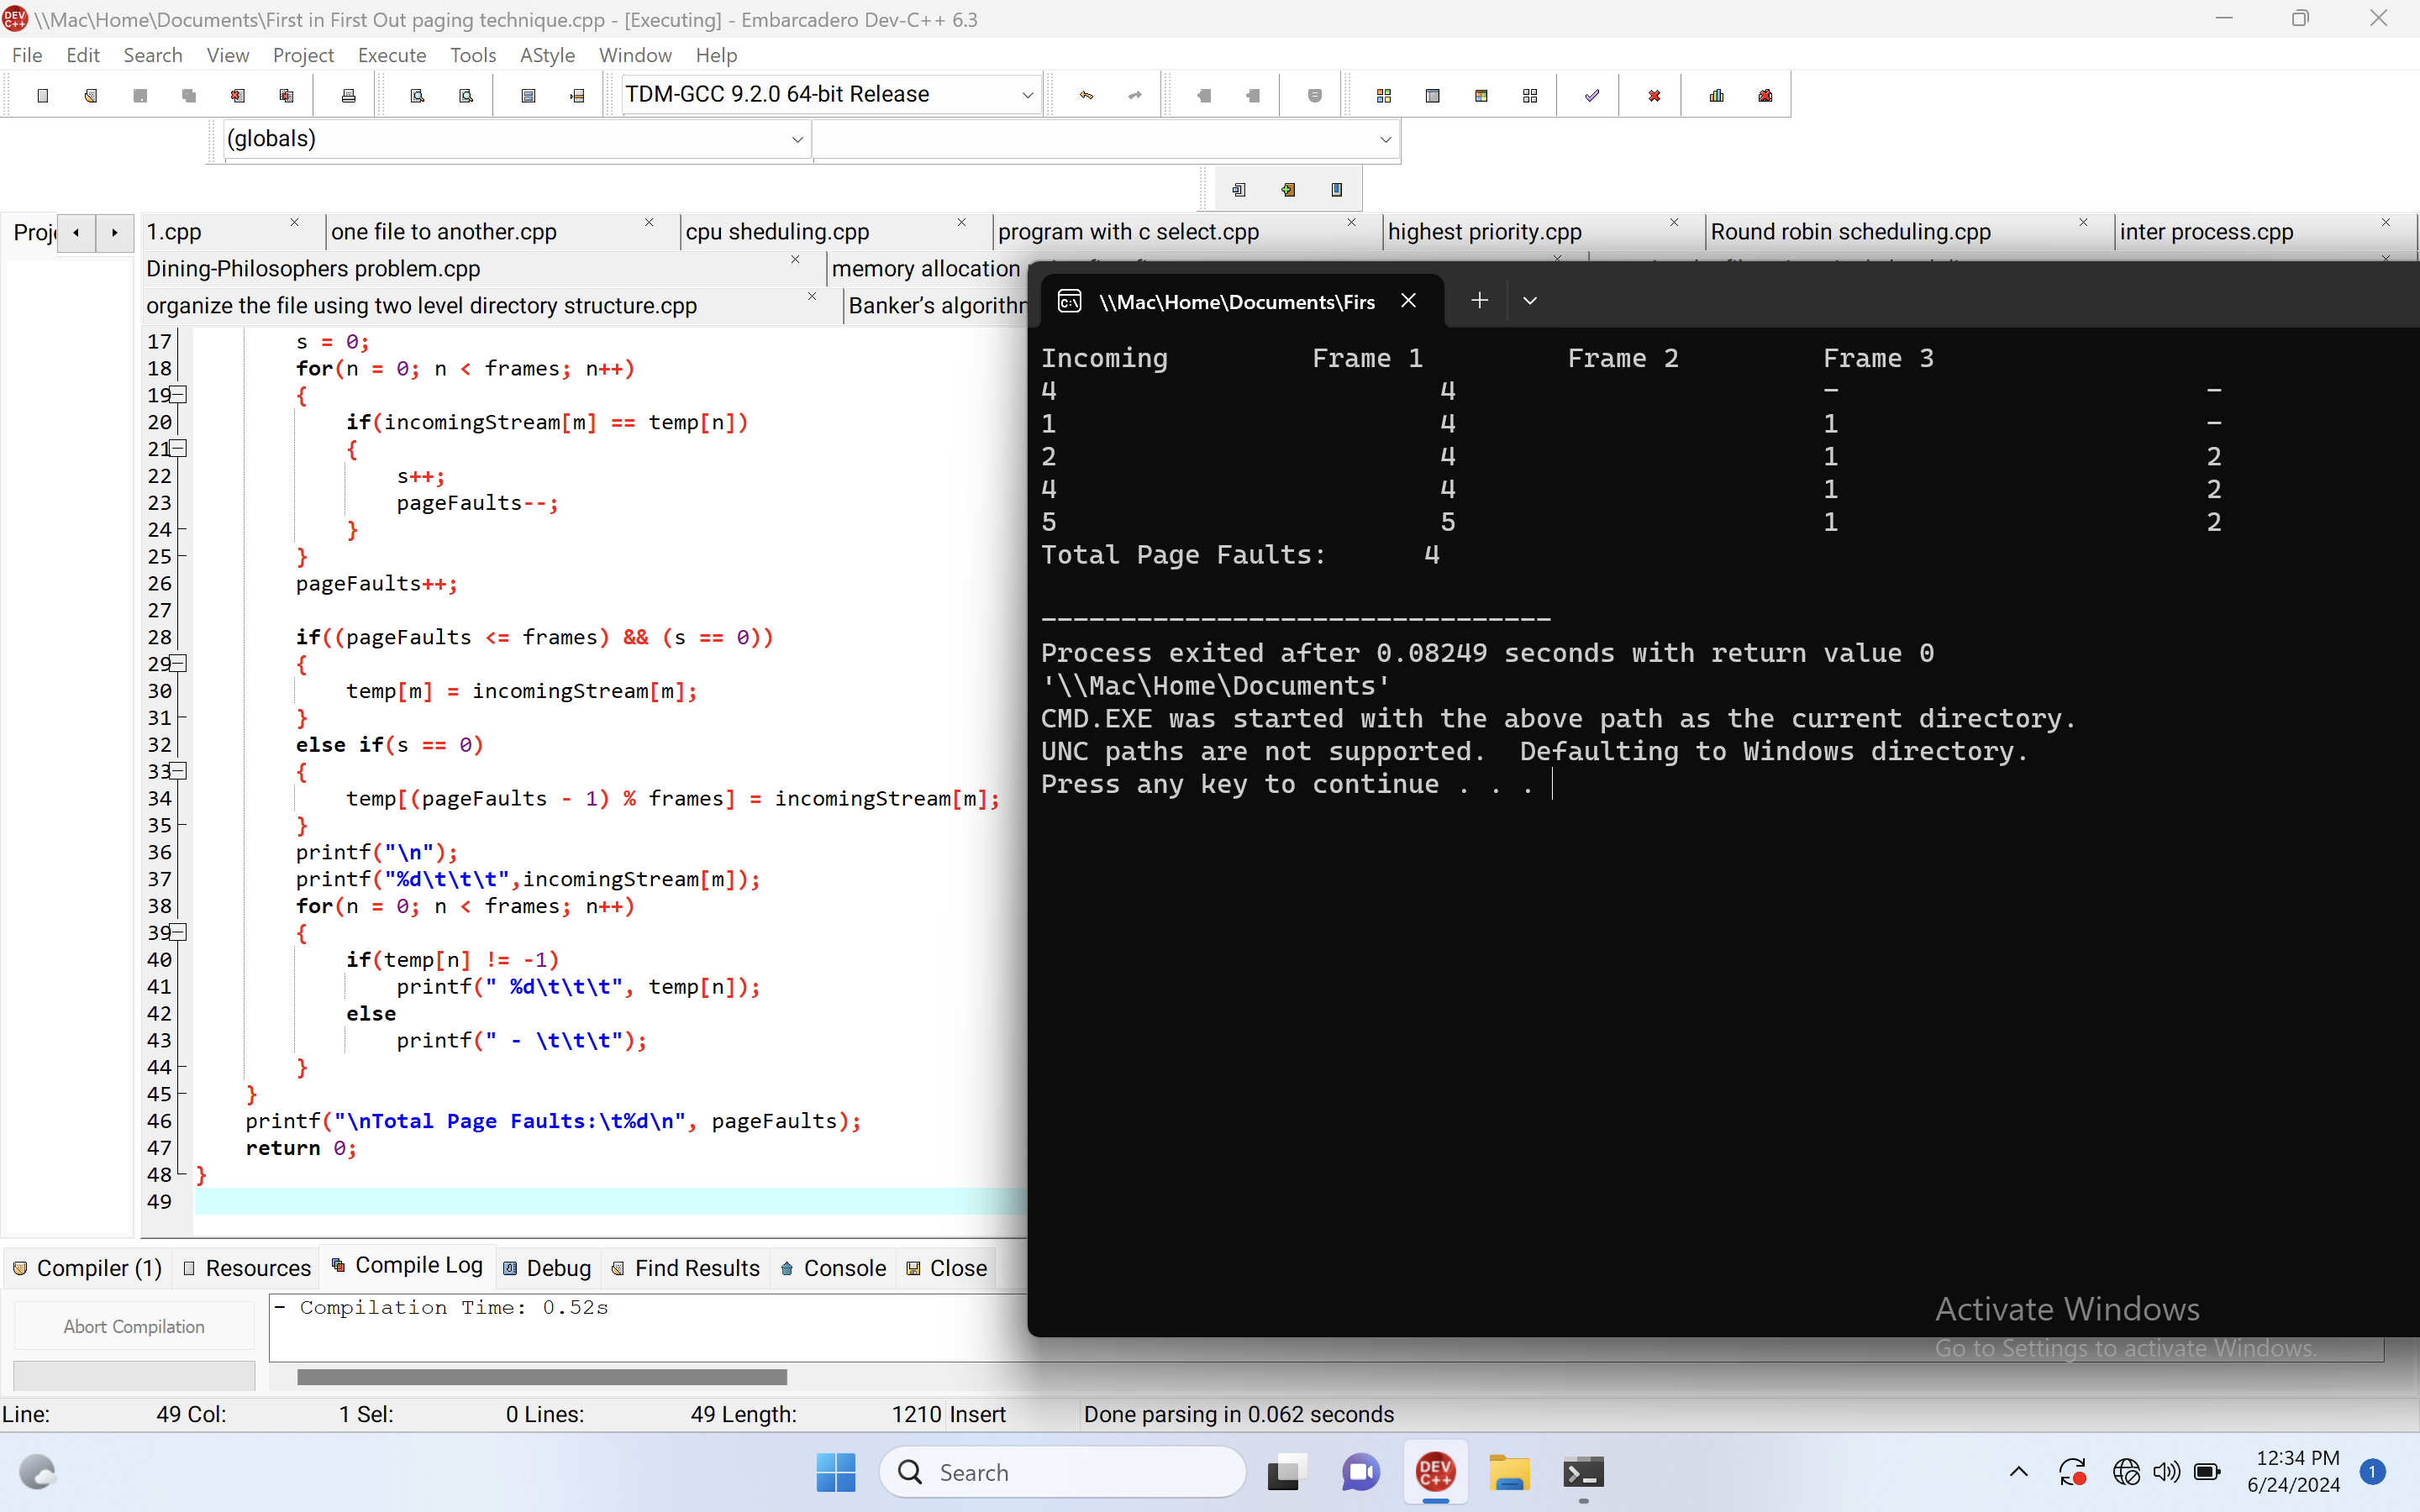 \\Mac\Home\Documents\First in First Out paging technique.cpp - [Executing] - Embarcadero Dev-C++ 6.3
File Edit Search View Project Execute Tools AStyle Window Help
TDM-GCC 9.2.0 64-bit Release
(globals)
1.cpp one file to another.cpp cpu sheduling.cpp program with c select.cpp highest priority.cpp Round robin scheduling.cpp inter process.cpp
Dining-Philosophers problem.cpp memory allocation
organize the file using two level directory structure.cpp Banker's
17 s = 0;
18 for(n = 0; n < frames; n++)
19 {
20 if(incomingStream[m] == temp[n])
21 {
22 s++;
23 pageFaults--;
24 }
25 }
26 pageFaults++;
27
28 if((pageFaults <= frames) && (s == 0))
29 {
30 temp[m] = incomingStream[m];
31 }
32 else if(s == 0)
33 {
34 temp[(pageFaults - 1) % frames] = incomingStream[m];
35 }
36 printf("\n");
37 printf("%d\t\t\t",incomingStream[m]);
38 for(n = 0; n < frames; n++)
39 {
40 if(temp[n] != -1)
41 printf(" %d\t\t\t", temp[n]);
42 else
43 printf(" - \t\t\t");
44 }
45 }
46 printf("\nTotal Page Faults:\t%d\n", pageFaults);
47 return 0;
48 }
49
\\Mac\Home\Documents\Firs
Incoming Frame 1 Frame 2 Frame 3
4 4 - -
1 4 1 -
2 4 1 2
4 4 1 2
5 5 1 2
Total Page Faults: 4
--------------------------------
Process exited after 0.08249 seconds with return value 0
'\\Mac\Home\Documents'
CMD.EXE was started with the above path as the current directory.
UNC paths are not supported. Defaulting to Windows directory.
Press any key to continue . . .
Compiler (1) Resources Compile Log Debug Find Results Console Close
Abort Compilation
- Compilation Time: 0.52s
Activate Windows
Go to Settings to activate Windows.
Line: 49 Col: 1 Sel: 0 Lines: 49 Length: 1210 Insert Done parsing in 0.062 seconds
Search
DEV C++
12:34 PM
6/24/2024
1